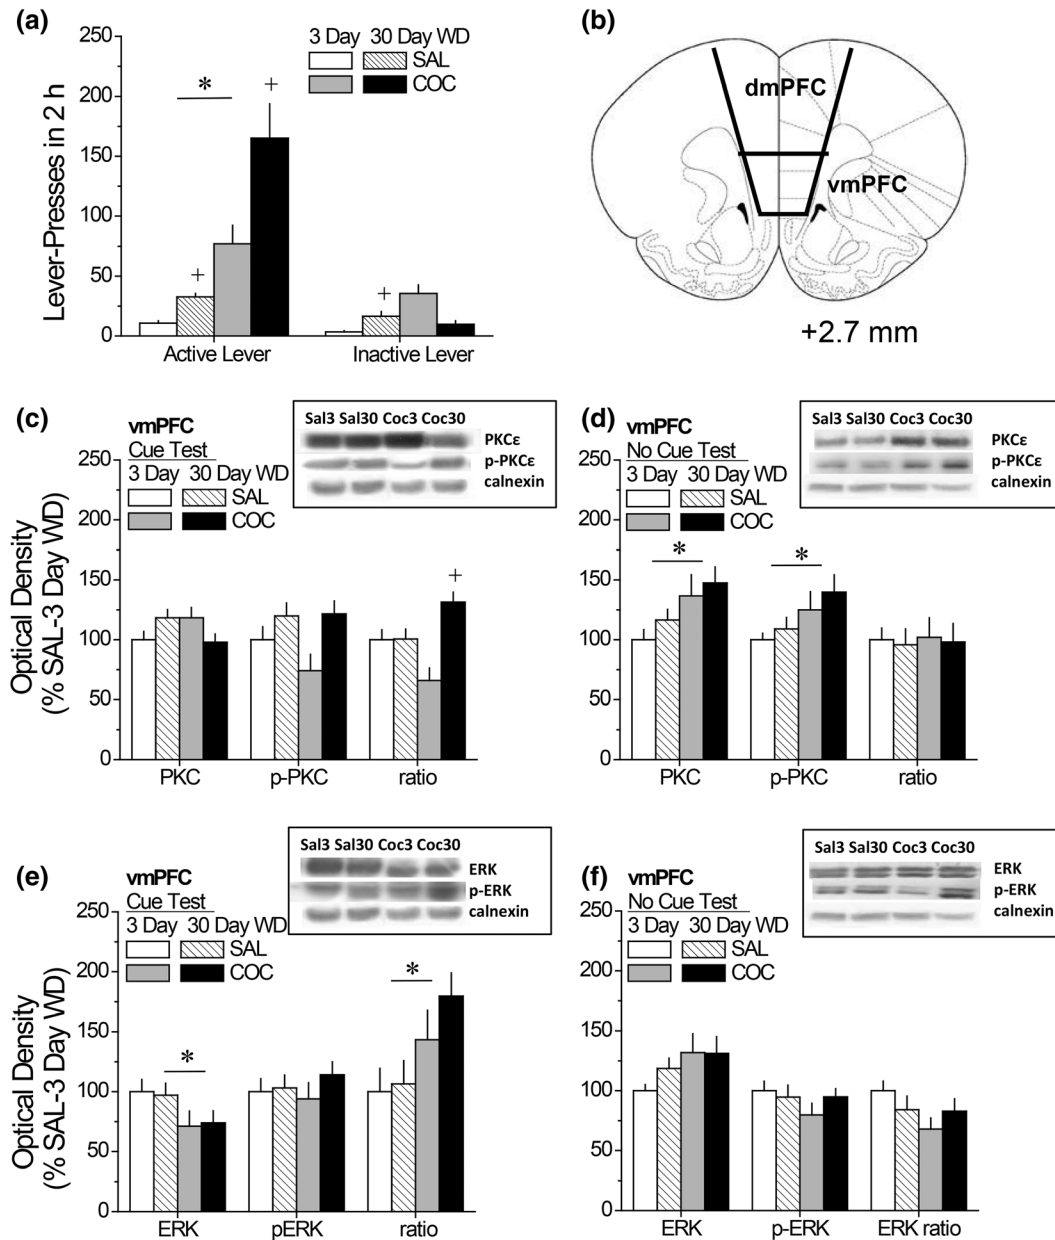 (a)
250
200
150
100
50
0
Lever-Presses in 2 h
3 Day 30 Day WD
SAL
COC
*
+
+
+
Active Lever
Inactive Lever
(b)
dmPFC
vmPFC
+2.7 mm
(c)
vmPFC
Cue Test
3 Day 30 Day WD
SAL
COC
Sal3 Sal30 Coc3 Coc30
PKCε
p-PKCε
calnexin
250
200
150
100
50
0
Optical Density
(% SAL-3 Day WD)
+
PKC
p-PKC
ratio
(d)
vmPFC
No Cue Test
3 Day 30 Day WD
SAL
COC
Sal3 Sal30 Coc3 Coc30
PKCε
p-PKCε
calnexin
250
200
150
100
50
0
*
*
PKC
p-PKC
ratio
(e)
vmPFC
Cue Test
3 Day 30 Day WD
SAL
COC
Sal3 Sal30 Coc3 Coc30
ERK
p-ERK
calnexin
250
200
150
100
50
0
Optical Density
(% SAL-3 Day WD)
*
*
ERK
pERK
ratio
(f)
vmPFC
No Cue Test
3 Day 30 Day WD
SAL
COC
Sal3 Sal30 Coc3 Coc30
ERK
p-ERK
calnexin
250
200
150
100
50
0
ERK
p-ERK
ERK ratio